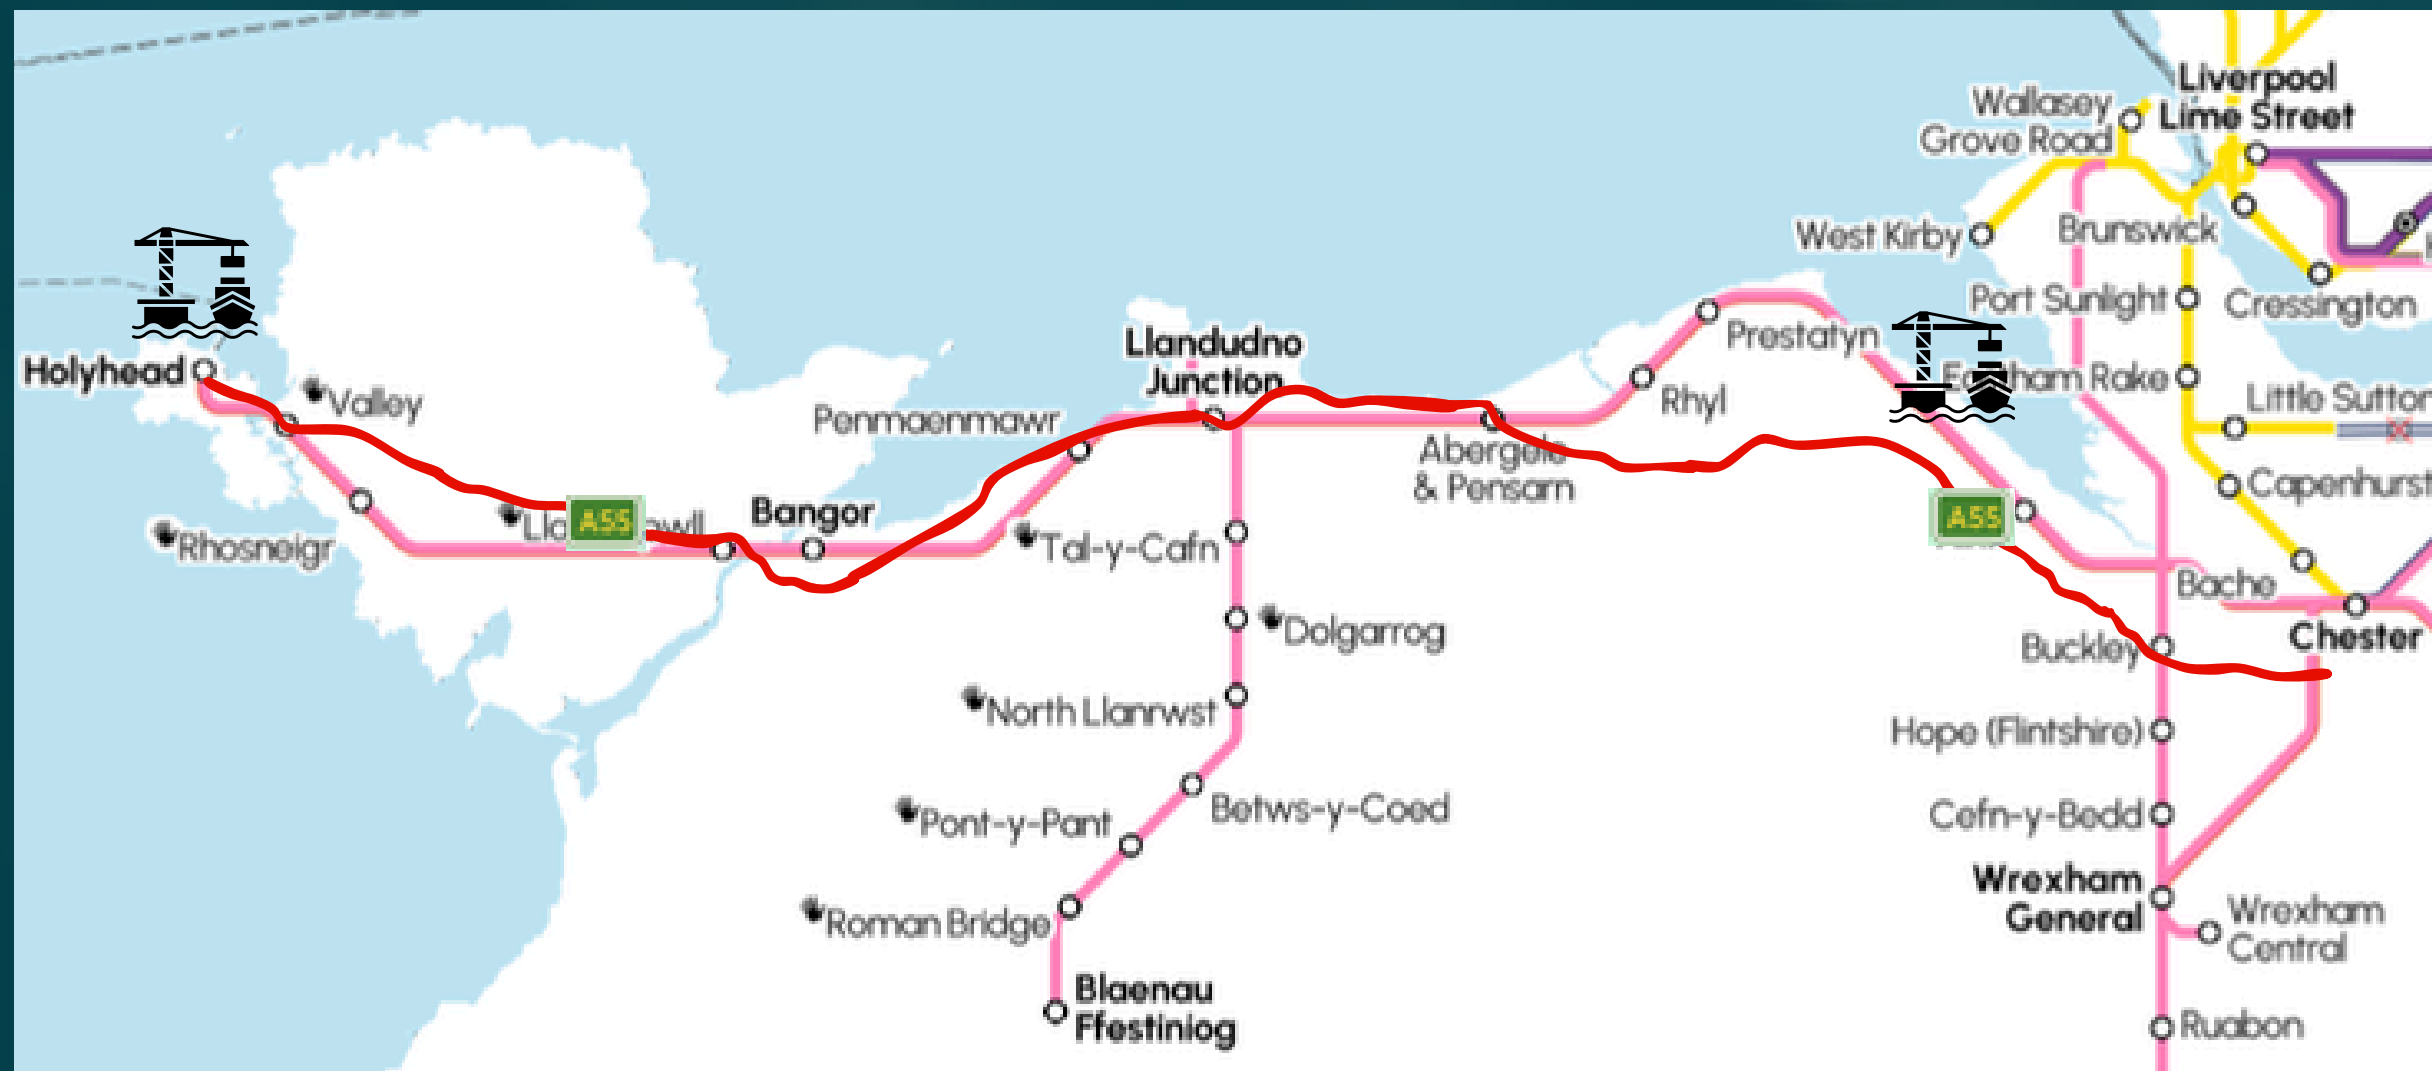 Liverpool
Lime Street
Wallasey
Grove Road
West Kirby
Brunswick
Port Sunlight
Cressington
Llandudno
Junction
Prestatyn
Holyhead
Valley
Penmaenmawr
Rhyl
Rake
Little Sutton
Abergele
& Pensarn
Capenhurst
Rhosneigr
A55
Bangor
Tal-y-Cafn
A55
Bache
Dolgarrog
Chester
Buckley
North Llanrwst
Hope (Flintshire)
Betws-y-Coed
Pont-y-Pant
Cefn-y-Bedd
Wrexham
General
Roman Bridge
Wrexham
Central
Blaenau
Ffestiniog
Ruabon